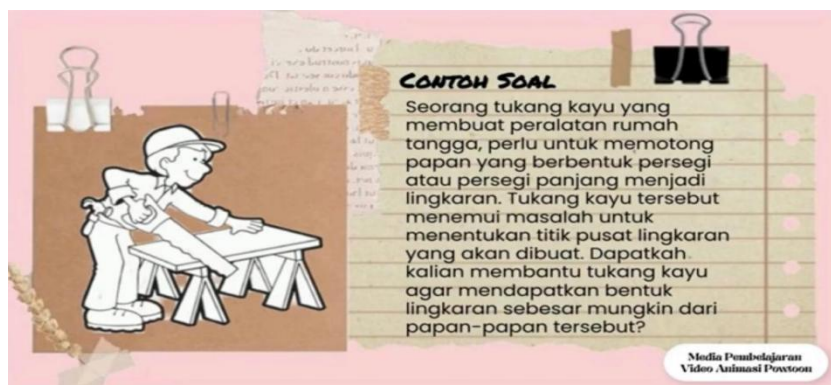 CONTOH SOAL
Seorang tukang kayu yang
membuat peralatan rumah
tangga, perlu untuk memotong
papan yang berbentuk persegi
atau persegi panjang menjadi
lingkaran. Tukang kayu tersebut
menemui masalah untuk
menentukan titik pusat lingkaran
yang akan dibuat. Dapatkah
kalian membantu tukang kayu
agar mendapatkan bentuk
lingkaran sebesar mungkin dari
papan-papan tersebut?
Media Pembelajaran
Video Animasi Powtoon